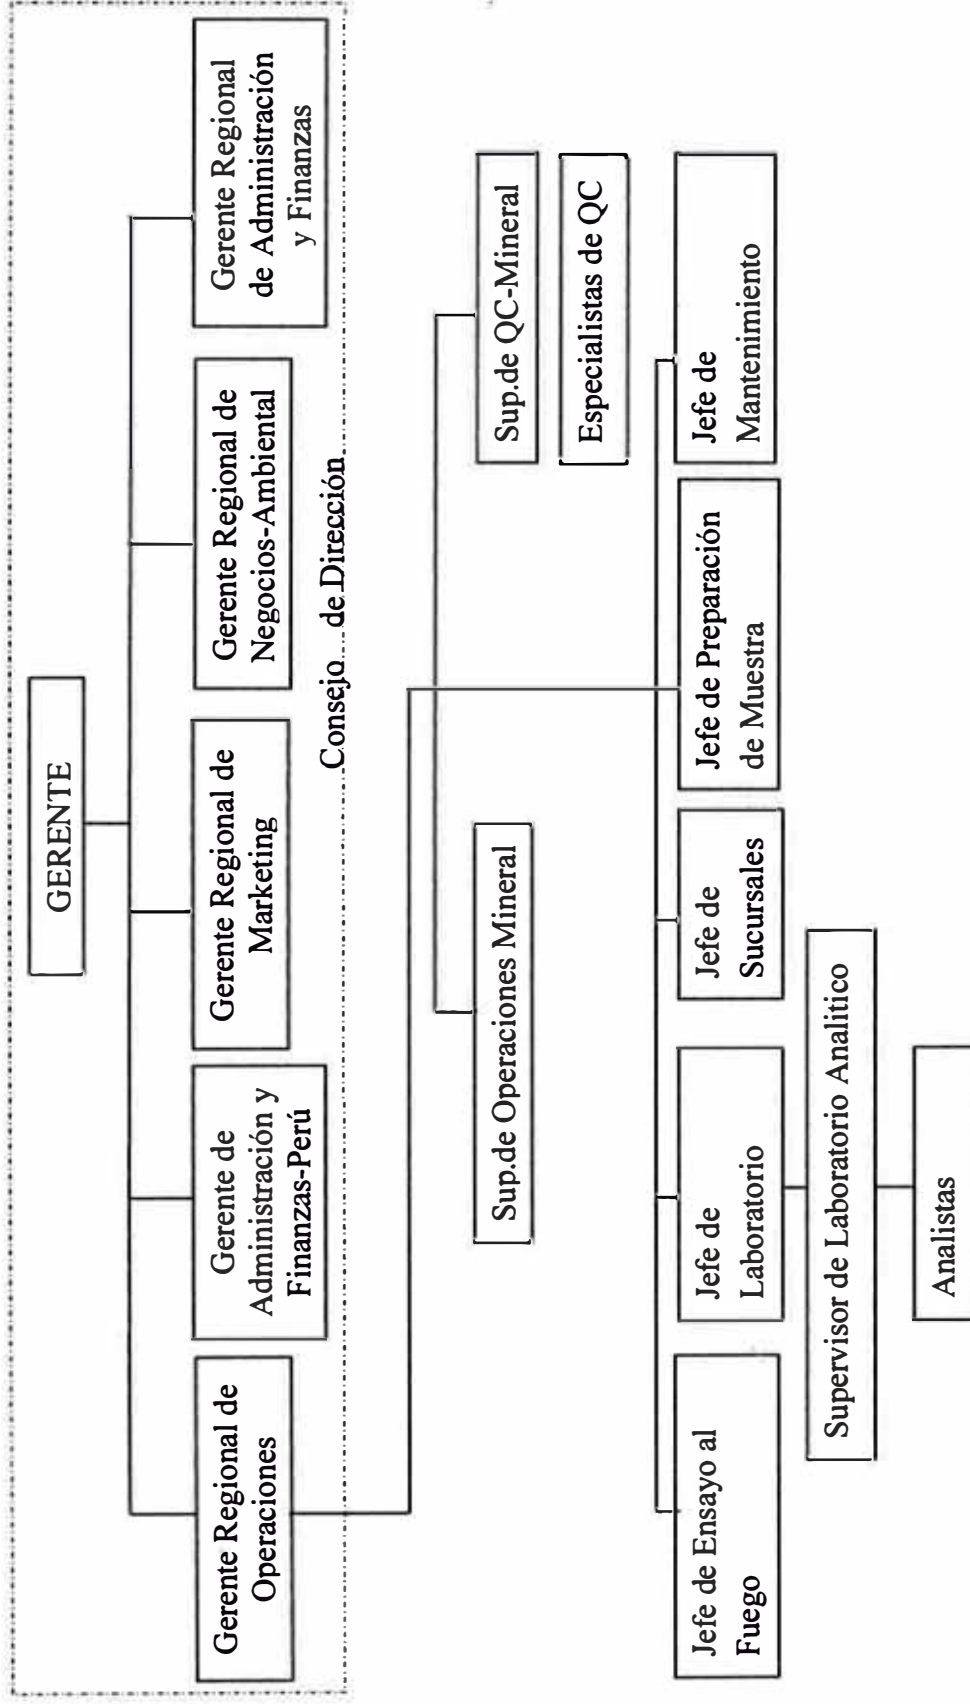 GERENTE
Gerente Regional de
Operaciones
Gerente de
Administración y
Finanzas-Perú
Gerente Regional de
Marketing
Gerente Regional de
Negocios-Ambiental
Gerente Regional
de Administración
y Finanzas
Consejo de Dirección
Sup.de Operaciones Mineral
Sup.de QC-Mineral
Especialistas de QC
Jefe de Ensayo al
Fuego
Jefe de
Laboratorio
Jefe de
Sucursales
Jefe de Preparación
de Muestra
Jefe de
Mantenimiento
Supervisor de Laboratorio Analitico
Analistas